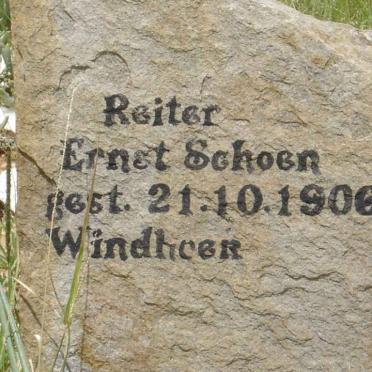 Reiter
Ernst Schoen
gest. 21.10.1906
Windhoek